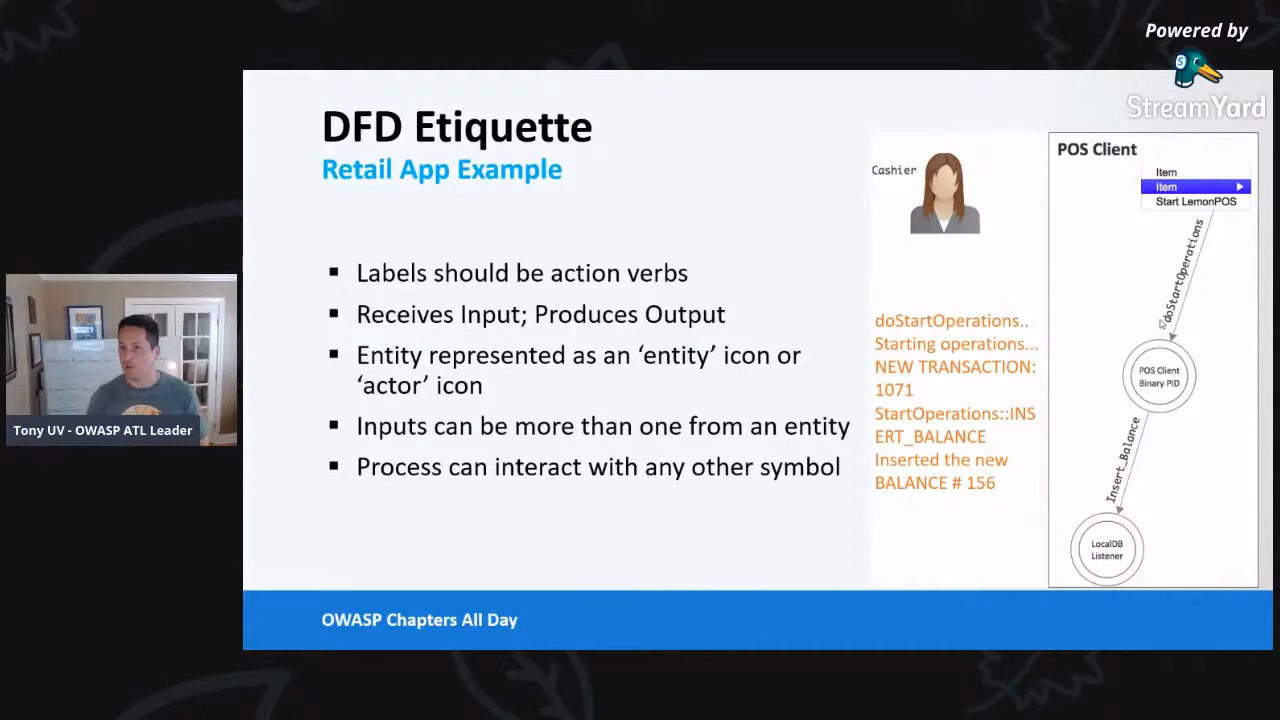 Powered by
StreamYard
DFD Etiquette
Retail App Example
▪ Labels should be action verbs
▪ Receives Input; Produces Output
▪ Entity represented as an ‘entity’ icon or
‘actor’ icon
▪ Inputs can be more than one from an entity
▪ Process can interact with any other symbol
Cashier
doStartOperations..
Starting operations...
NEW TRANSACTION:
1071
StartOperations::INS
ERT_BALANCE
Inserted the new
BALANCE # 156
POS Client
Item
Item
Start LemonPOS
doStartOperations
POS Client
Binary PID
Insert_Balance
LocalDB
Listener
Tony UV - OWASP ATL Leader
OWASP Chapters All Day